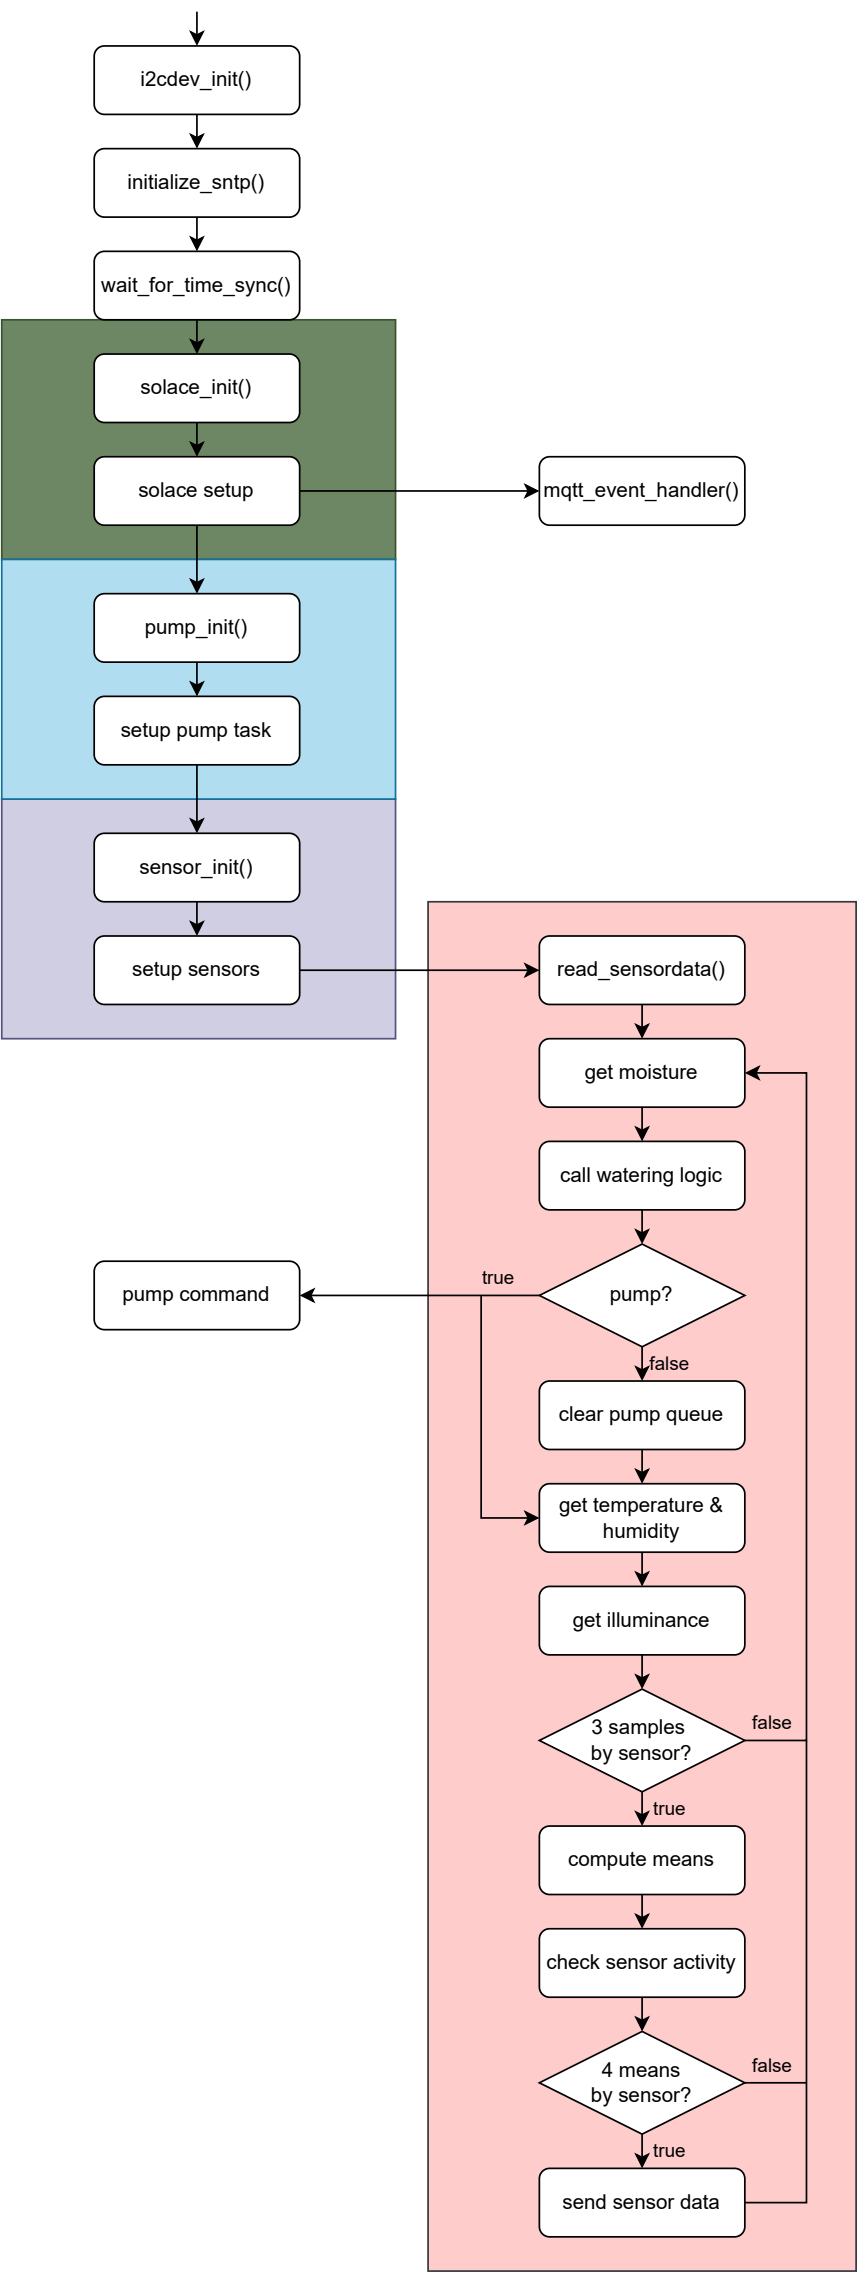 i2cdev_init()
initialize_sntp()
wait_for_time_sync()
solace_init()
solace setup
mqtt_event_handler()
pump_init()
setup pump task
sensor_init()
setup sensors
read_sensordata()
get moisture
call watering logic
pump?
true
pump command
false
clear pump queue
get temperature &
humidity
get illuminance
3 samples
by sensor?
false
true
compute means
check sensor activity
4 means
by sensor?
false
true
send sensor data